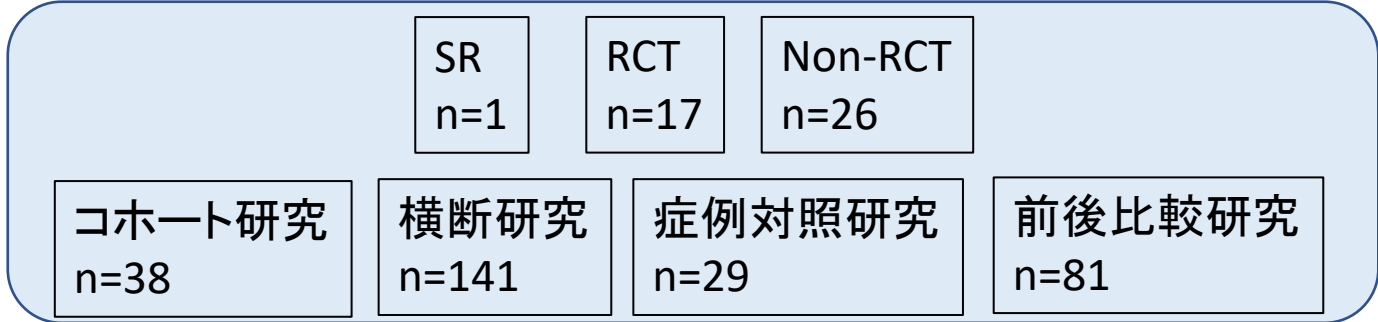 SR
n=1
RCT
n=17
Non-RCT
n=26
コホート研究
n=38
横断研究
n=141
症例対照研究
n=29
前後比較研究
n=81